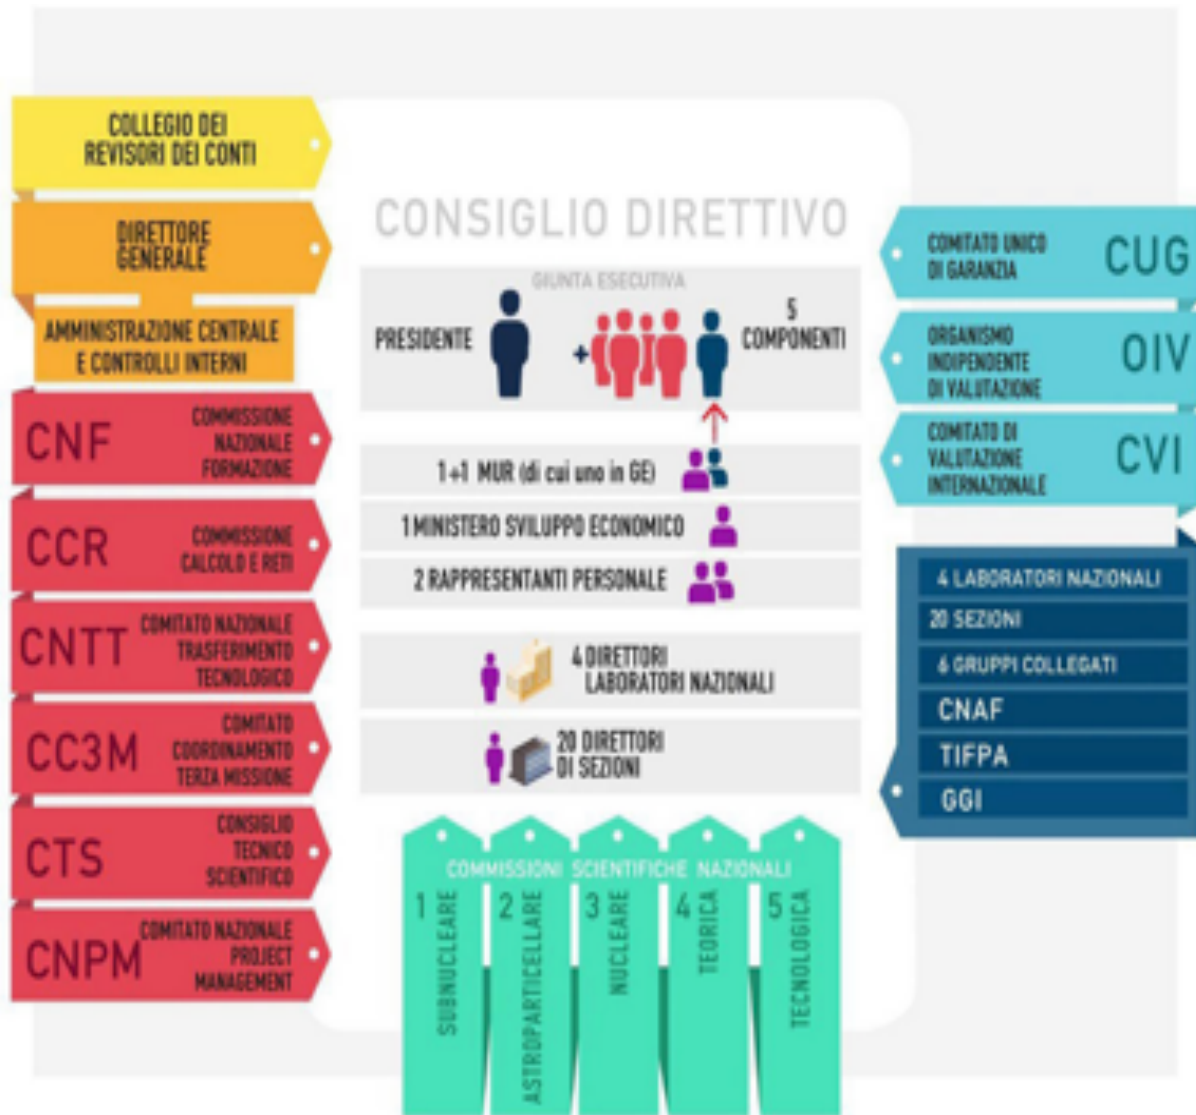 COLLEGIO DEI
REVISORI DEI CONTI
DIRETTORE
GENERALE
AMMINISTRAZIONE CENTRALE
E CONTROLLI INTERNI
CNF
COMMISSIONE
NAZIONALE
FORMAZIONE
CCR
COMMISSIONE
CALCOLO E RETI
CNTT
COMITATO NAZIONALE
TRASFERIMENTO
TECNOLOGICO
CC3M
COMITATO
COORDINAMENTO
TERZA MISSIONE
CTS
CONSIGLIO
TECNICO
SCIENTIFICO
CNPM
COMITATO NAZIONALE
PROJECT
MANAGEMENT
CONSIGLIO DIRETTIVO
GIUNTA ESECUTIVA
PRESIDENTE
+
5
COMPONENTI
1+1 MUR (di cui uno in GE)
1 MINISTERO SVILUPPO ECONOMICO
2 RAPPRESENTANTI PERSONALE
4 DIRETTORI
LABORATORI NAZIONALI
20 DIRETTORI
DI SEZIONI
COMMISSIONI SCIENTIFICHE NAZIONALI
1 SUBNUCLEARE
2 ASTROPARTICELLARE
3 NUCLEARE
4 TEORICA
5 TECNOLOGICA
COMITATO UNICO
DI GARANZIA
CUG
ORGANISMO
INDIPENDENTE
DI VALUTAZIONE
OIV
COMITATO DI
VALUTAZIONE
INTERNAZIONALE
CVI
4 LABORATORI NAZIONALI
20 SEZIONI
6 GRUPPI COLLEGATI
CNAF
TIFPA
GGI